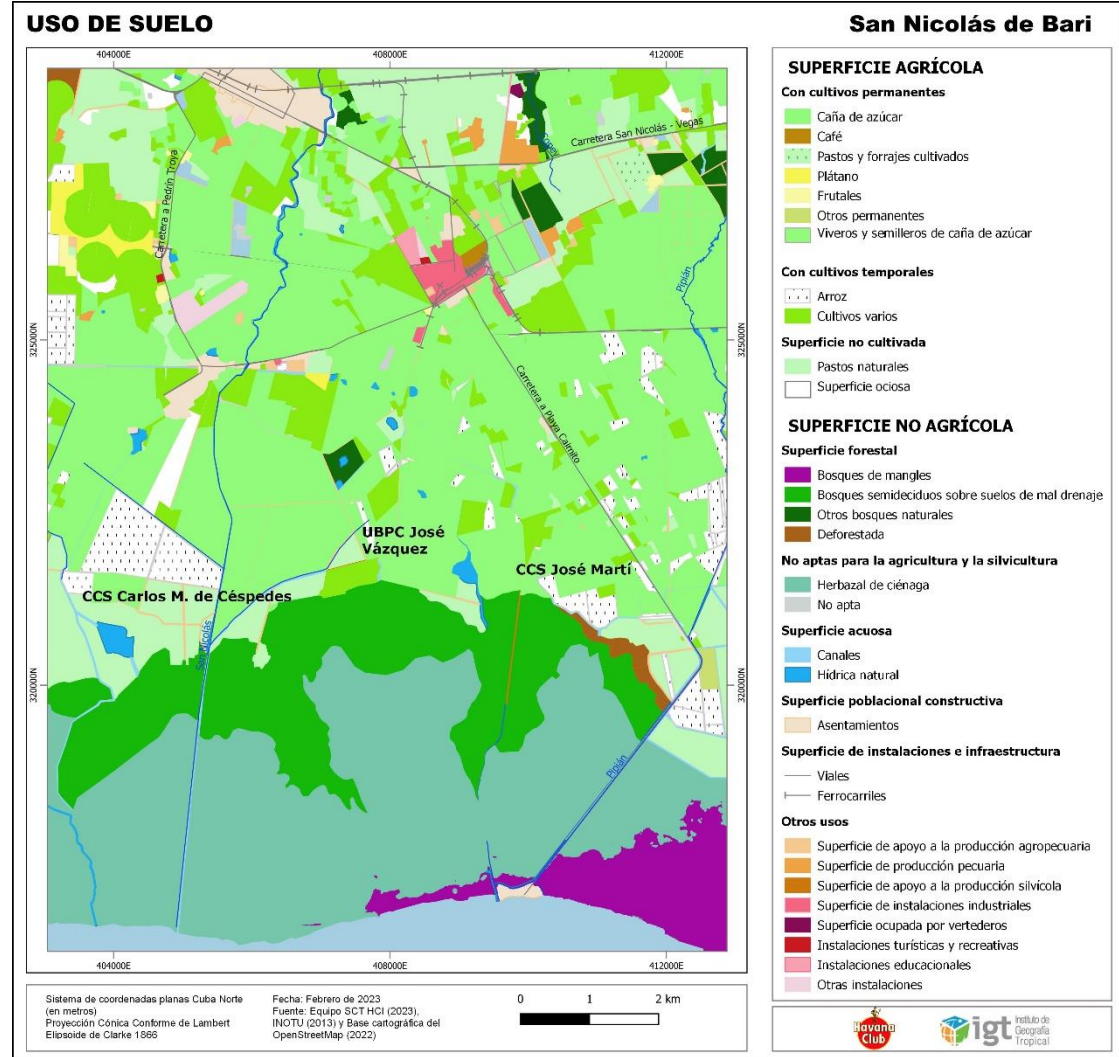 USO DE SUELO
San Nicolás de Bari
404000E
408000E
412000E
325000N
325000N
320000N
320000N
404000E
408000E
412000E
Carretera a Pedrín Troya
Carretera San Nicolás - Vegas
Pipián
Carretera a Playa Caimito
UBPC José
Vázquez
CCS José Martí
CCS Carlos M. de Céspedes
San Nicolás
Pipián
SUPERFICIE AGRÍCOLA
Con cultivos permanentes
Caña de azúcar
Café
Pastos y forrajes cultivados
Plátano
Frutales
Otros permanentes
Viveros y semilleros de caña de azúcar
Con cultivos temporales
Arroz
Cultivos varios
Superficie no cultivada
Pastos naturales
Superficie ociosa
SUPERFICIE NO AGRÍCOLA
Superficie forestal
Bosques de mangles
Bosques semideciduos sobre suelos de mal drenaje
Otros bosques naturales
Deforestada
No aptas para la agricultura y la silvicultura
Herbazal de ciénaga
No apta
Superficie acuosa
Canales
Hídrica natural
Superficie poblacional constructiva
Asentamientos
Superficie de instalaciones e infraestructura
Viales
Ferrocarriles
Otros usos
Superficie de apoyo a la producción agropecuaria
Superficie de producción pecuaria
Superficie de apoyo a la producción silvícola
Superficie de instalaciones industriales
Superficie ocupada por vertederos
Instalaciones turísticas y recreativas
Instalaciones educacionales
Otras instalaciones
Sistema de coordenadas planas Cuba Norte
(en metros)
Proyección Cónica Conforme de Lambert
Elipsoide de Clarke 1866
Fecha: Febrero de 2023
Fuente: Equipo SCT HCI (2023),
INOTU (2013) y Base cartográfica del
OpenStreetMap (2022)
0 1 2 km
Havana
Club
igt
Instituto de
Geografía
Tropical